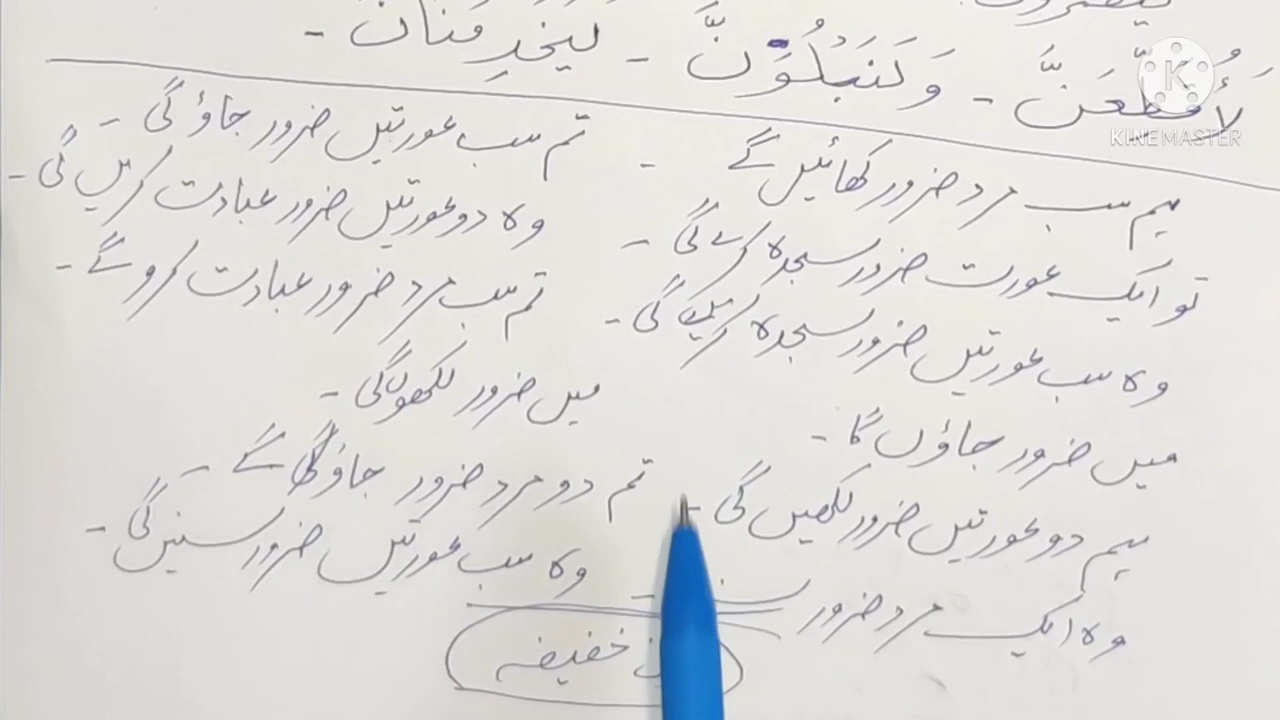 لَأُقَطِّعَنَّ - وَلَنَبْلُوَنَّ - لیخدمنان -
KINEMASTER
ہم سب مرد ضرور کھائیں گے -
تم سب عورتیں ضرور جاؤ گی -
تو ایک عورت ضرور سجدہ کرے گی -
وہ دو عورتیں ضرور عبادت کریں گی -
وہ سب عورتیں ضرور سجدہ کریں گی -
تم سب مرد ضرور عبادت کرو گے -
میں ضرور جاؤں گا -
میں ضرور لکھوں گی -
ہم دو عورتیں ضرور لکھیں گی -
تم دو مرد ضرور جاؤ گے -
وہ ایک مرد ضرور
وہ سب عورتیں ضرور سنیں گی -
خفیفہ